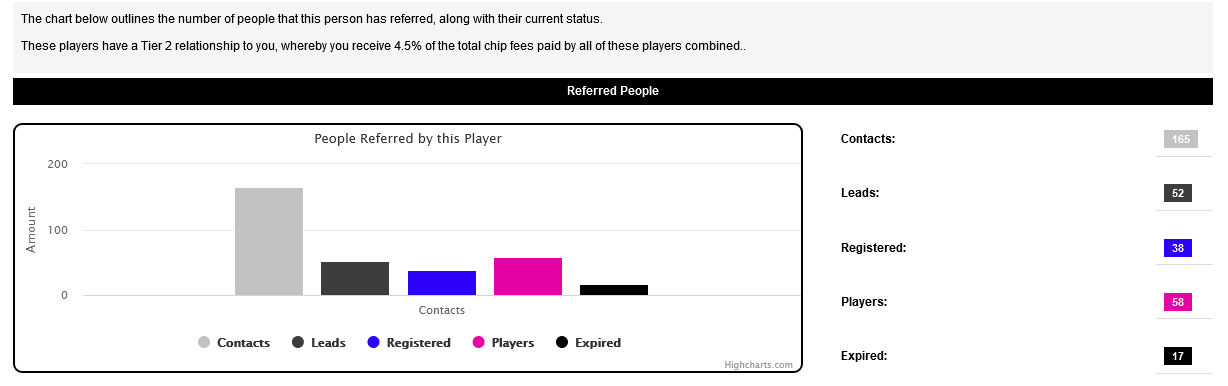 The chart below outlines the number of people that this person has referred, along with their current status.
These players have a Tier 2 relationship to you, whereby you receive 4.5% of the total chip fees paid by all of these players combined..
Referred People
People Referred by this Player
200
100
0
Amount
Contacts
Contacts Leads Registered Players Expired
Highcharts.com
Contacts: 165
Leads: 52
Registered: 38
Players: 58
Expired: 17